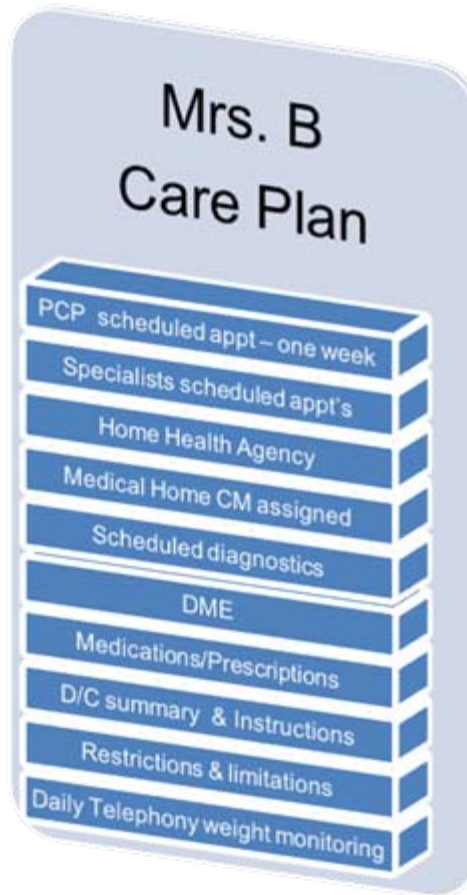 Mrs. B
Care Plan
PCP scheduled appt – one week
Specialists scheduled appt's
Home Health Agency
Medical Home CM assigned
Scheduled diagnostics
DME
Medications/Prescriptions
D/C summary & Instructions
Restrictions & limitations
Daily Telephony weight monitoring